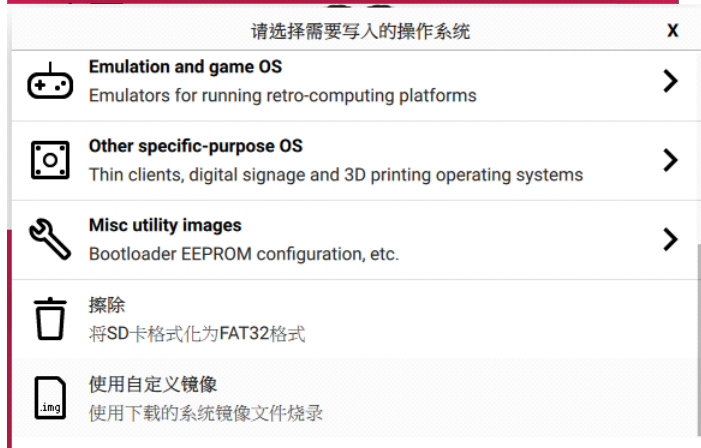 请选择需要写入的操作系统 X
Emulation and game OS
Emulators for running retro-computing platforms
Other specific-purpose OS
Thin clients, digital signage and 3D printing operating systems
Misc utility images
Bootloader EEPROM configuration, etc.
擦除
将SD卡格式化为FAT32格式
使用自定义镜像
.img
使用下载的系统镜像文件烧录